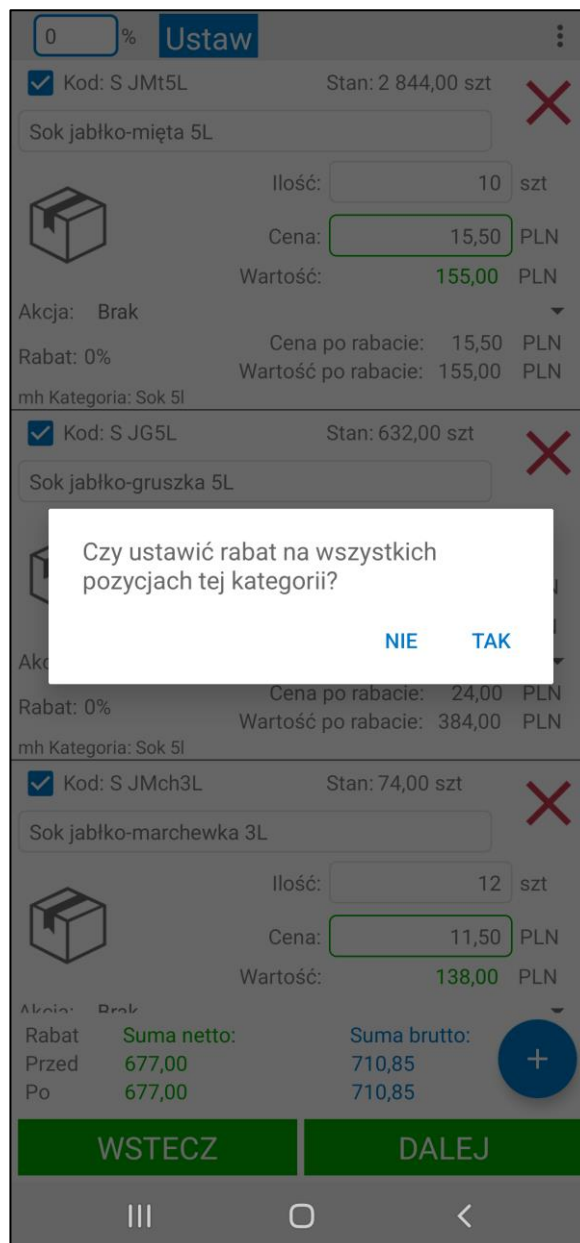 0 % Ustaw
Kod: S JMt5L Stan: 2 844,00 szt
Sok jabłko-mięta 5L
Ilość: 10 szt
Cena: 15,50 PLN
Wartość: 155,00 PLN
Akcja: Brak
Cena po rabacie: 15,50 PLN
Rabat: 0%
Wartość po rabacie: 155,00 PLN
mh Kategoria: Sok 5l
Kod: S JG5L Stan: 632,00 szt
Sok jabłko-gruszka 5L
Czy ustawić rabat na wszystkich
pozycjach tej kategorii?
NIE TAK
Cena po rabacie: 24,00 PLN
Rabat: 0%
Wartość po rabacie: 384,00 PLN
mh Kategoria: Sok 5l
Kod: S JMch3L Stan: 74,00 szt
Sok jabłko-marchewka 3L
Ilość: 12 szt
Cena: 11,50 PLN
Wartość: 138,00 PLN
Akcja: Brak
Rabat Suma netto: Suma brutto:
Przed 677,00 710,85
Po 677,00 710,85
WSTECZ DALEJ